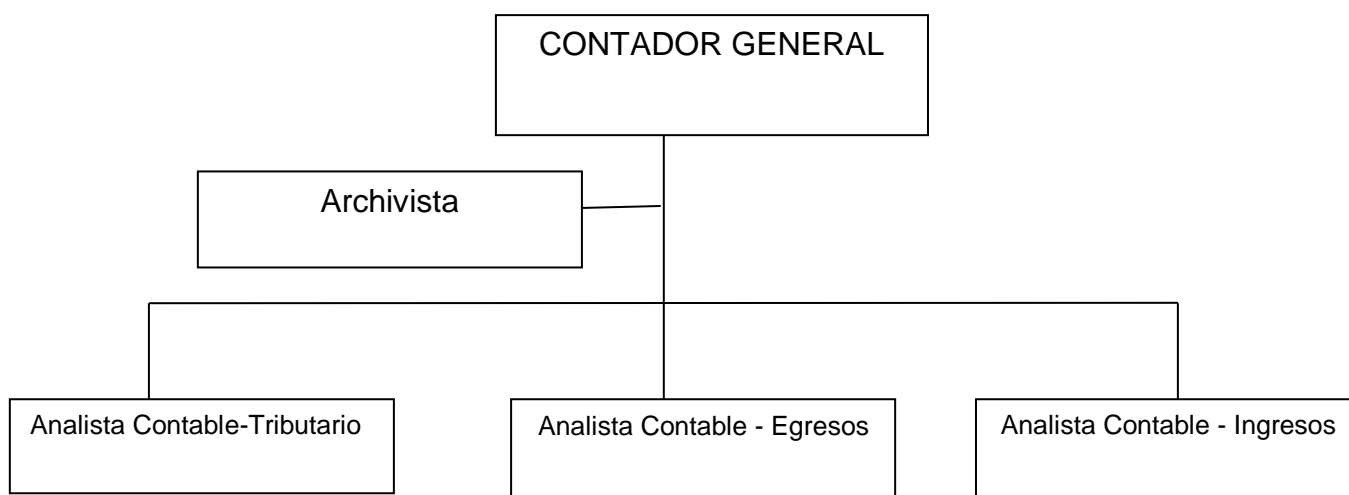 CONTADOR GENERAL
Archivista
Analista Contable-Tributario
Analista Contable - Egresos
Analista Contable - Ingresos